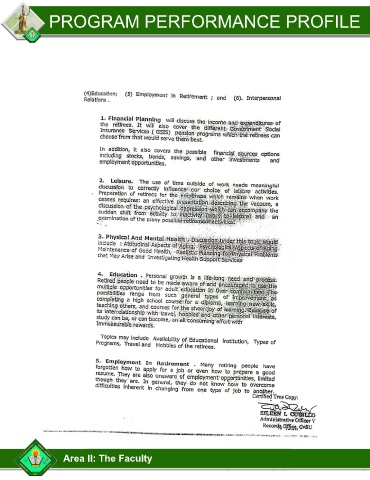 PROGRAM PERFORMANCE PROFILE
(4)Education; (5) Employment in Retirement ; and (6). Interpersonal
Relations .
1. Financial Planning will discuss the income and expenditures of
the retirees. It will also cover the different Government Social
Insurance Services ( GSIS) pension programs which the retirees can
choose from that would serve them best.
In addition, it also covers the possible financial sources options
including stocks, bonds, savings, and other investments and
employment opportunities.
2. Leisure. The use of time outside of work needs meaningful
discussion to correctly influence our choice of leisure activities.
Preparation of retirees for the emptiness which remains when work
ceases requires: an effective presentation describing the vacuum, a
discussion of the psychological depression which can accompany the
sudden shift from activity to inactivity and an
examination of the many possible retirement activities.
3. Physical And Mental Health . Discussion under this topic would
include : Attitudinal Aspects of Aging,
Maintenance of Good Health, Realistic Planning for Physical Problems
that May Arise and Investigating Health Support Services
4. Education . Personal growth is a life-long need and process.
Retired people need to be made aware of and encouraged to use the
multiple opportunities for adult education in their communities. The
possibilities range from such general types of improvement as
completing a high school course for a diploma, learning new skills,
teaching others, and courses for the sheer joy of learning. Because of
its interrelationship with travel, hobbies and other personal interests,
study can be, or can become, an all-consuming effort with
immeasurable rewards.
Topics may include Availability of Educational Institution, Types of
Programs, Travel and Hobbies of the retirees.
5. Employment In Retirement . Many retiring people have
forgotten how to apply for a job or even how to prepare a good
resume. They are also unaware of employment opportunities, limited
though they are. In general, they do not know how to overcome
difficulties inherent in changing from one type of job to another.
Certified True Copy:
EILEEN I. CUBILLO
Administrative Officer V
Records Office,
Area II: The Faculty